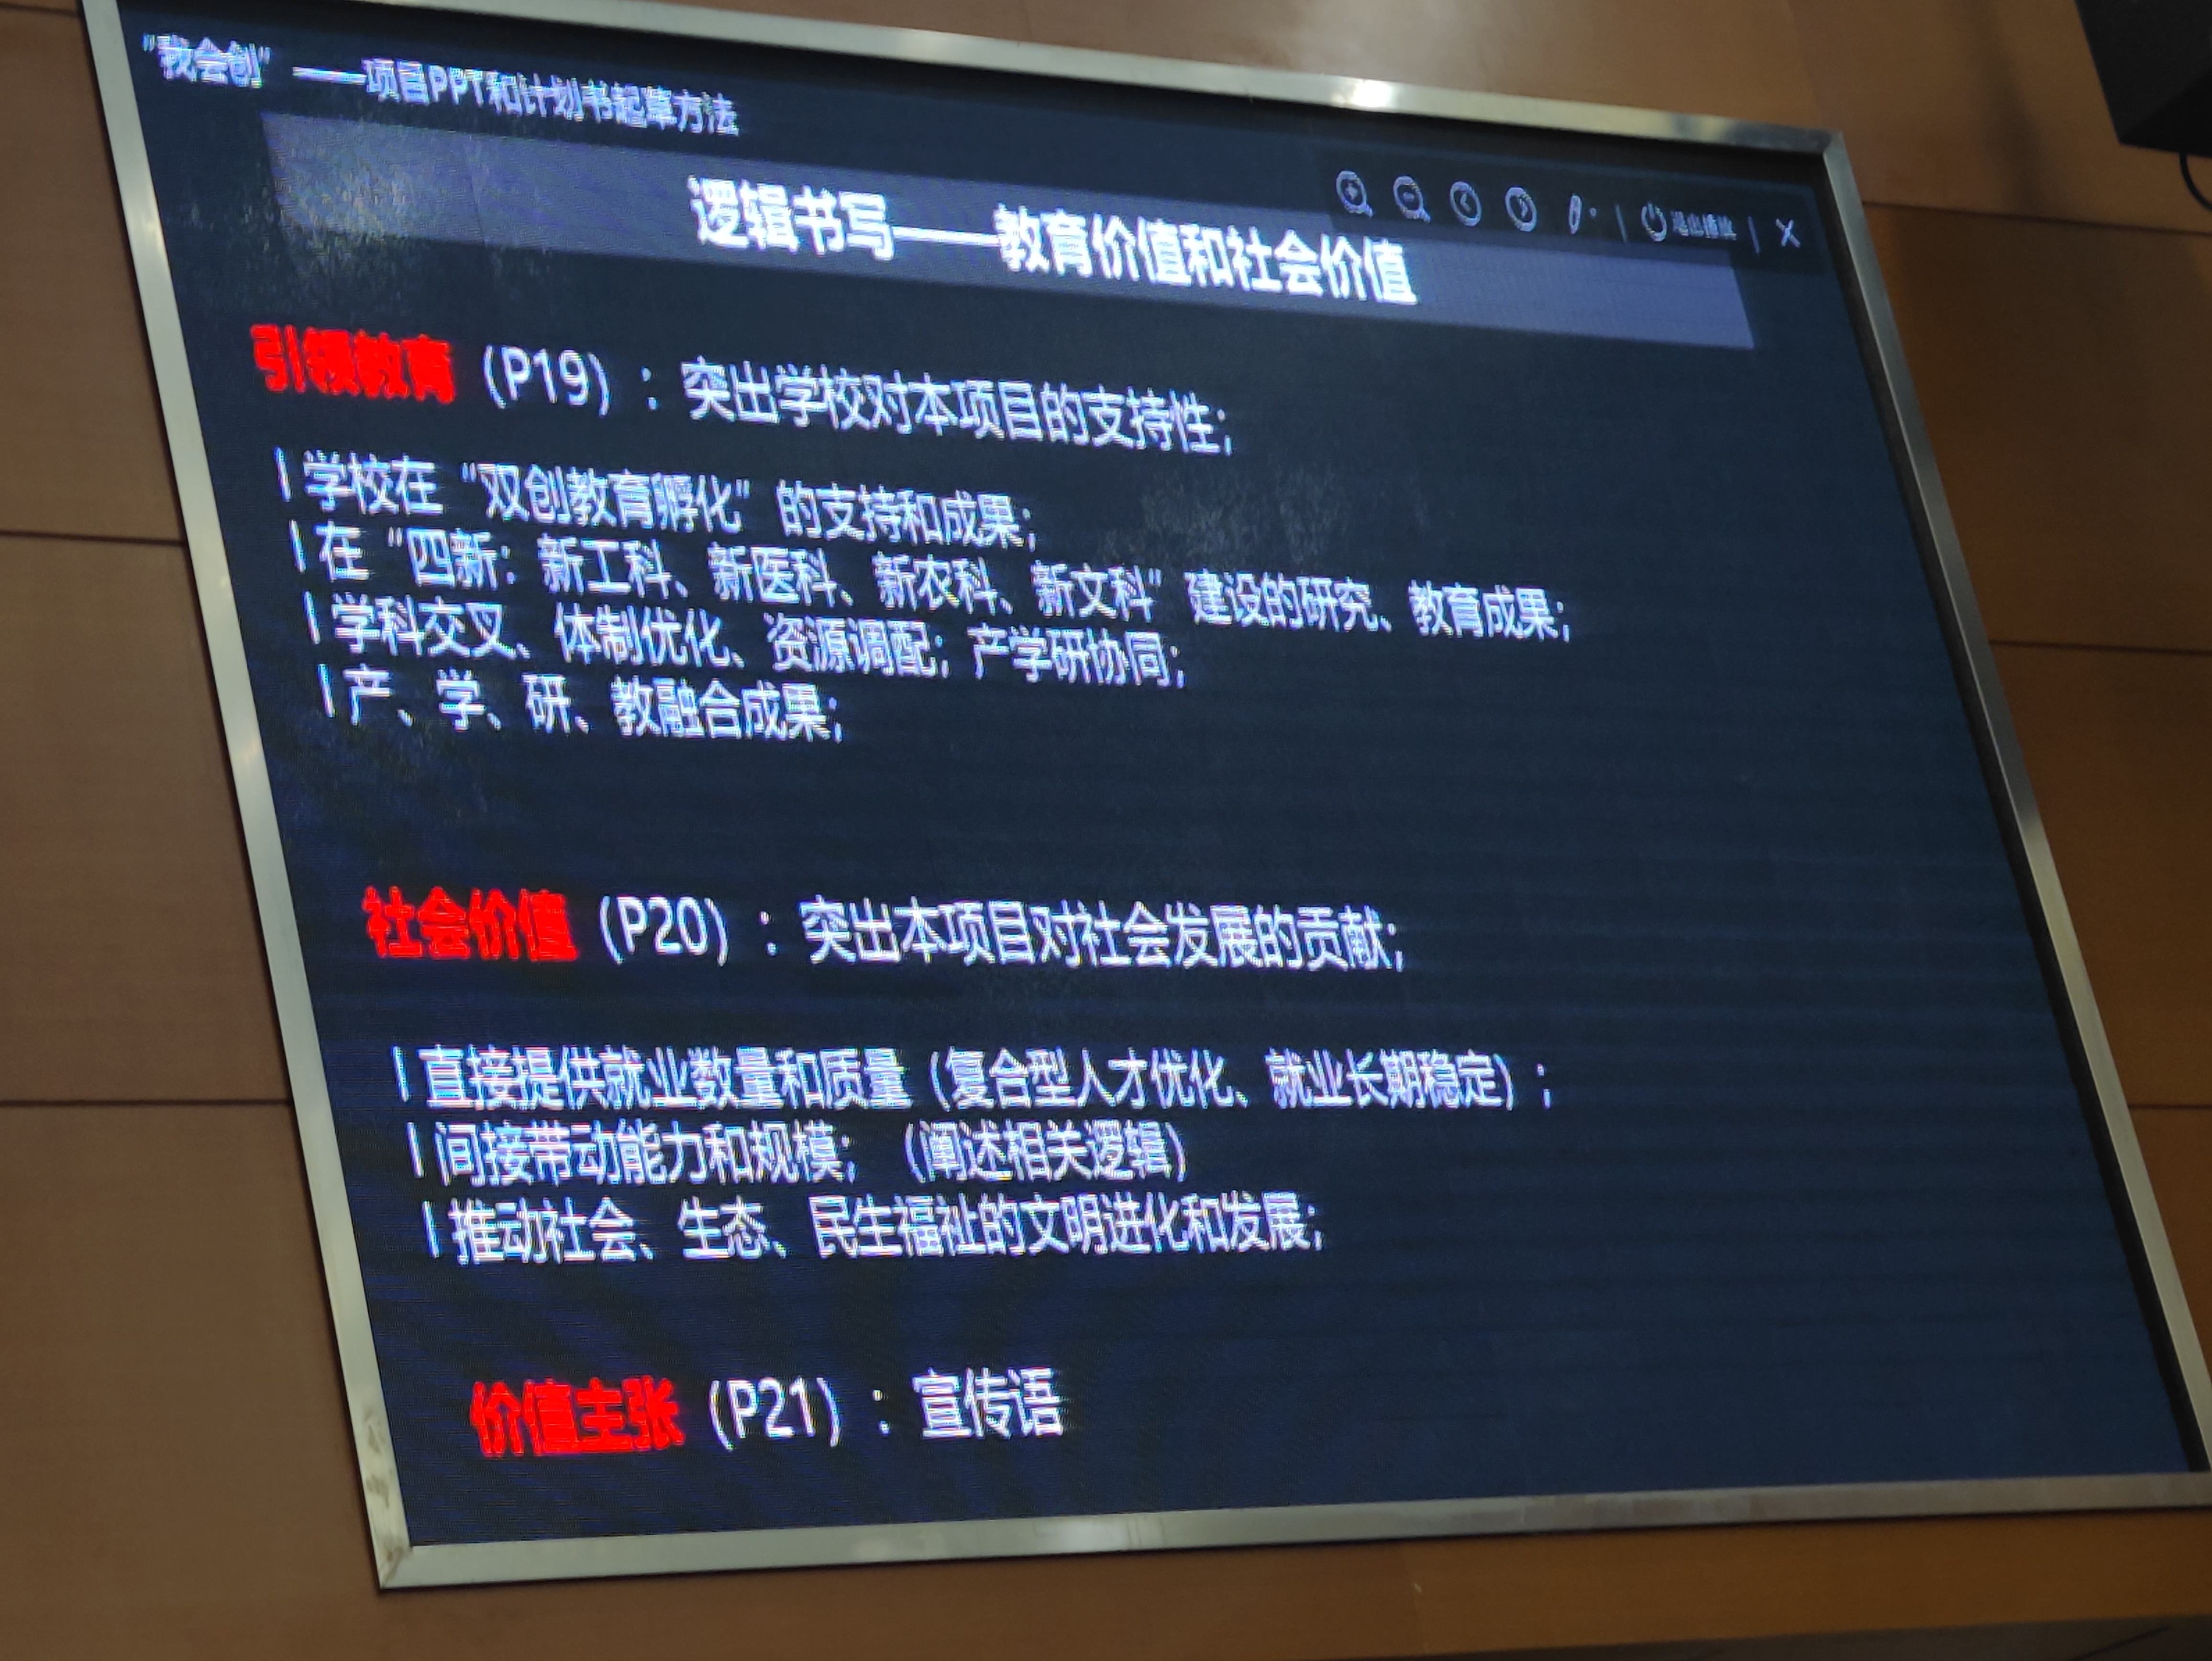 “我会创” ——项目PPT和计划书起草方法
退出播放
逻辑书写——教育价值和社会价值
引领教育（P19）：突出学校对本项目的支持性；
l 学校在“双创教育孵化”的支持和成果；
l 在“四新：新工科、新医科、新农科、新文科”建设的研究、教育成果；
l 学科交叉、体制优化、资源调配；产学研协同；
l 产、学、研、教融合成果；
社会价值（P20）：突出本项目对社会发展的贡献；
l 直接提供就业数量和质量（复合型人才优化、就业长期稳定）；
l 间接带动能力和规模；（阐述相关逻辑）
l 推动社会、生态、民生福祉的文明进化和发展；
价值主张（P21）：宣传语